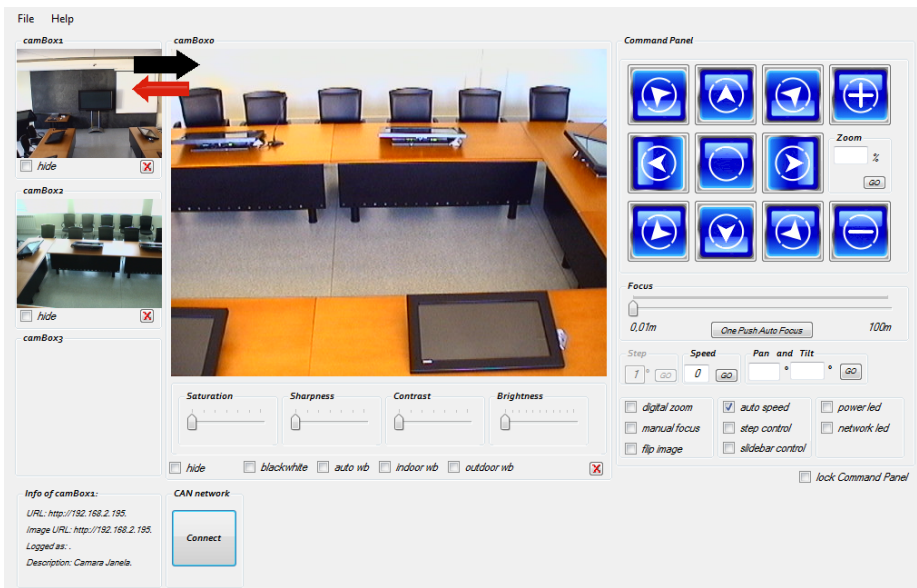 File Help
camBox1
hide X
camBox2
hide X
camBox3
camBox0
Saturation Sharpness Contrast Brightness
hide blackwhite auto wb indoor wb outdoor wb X
Info of camBox1:
URL: http://192.168.2.195.
Image URL: http://192.168.2.195.
Logged as: .
Description: Camara Janela.
CAN network
Connect
Command Panel
Zoom
%
GO
Focus
0,01m One Push Auto Focus 100m
Step Speed Pan and Tilt
1 ° GO 0 GO ° ° GO
digital zoom auto speed power led
manual focus step control network led
flip image slidebar control
lock Command Panel